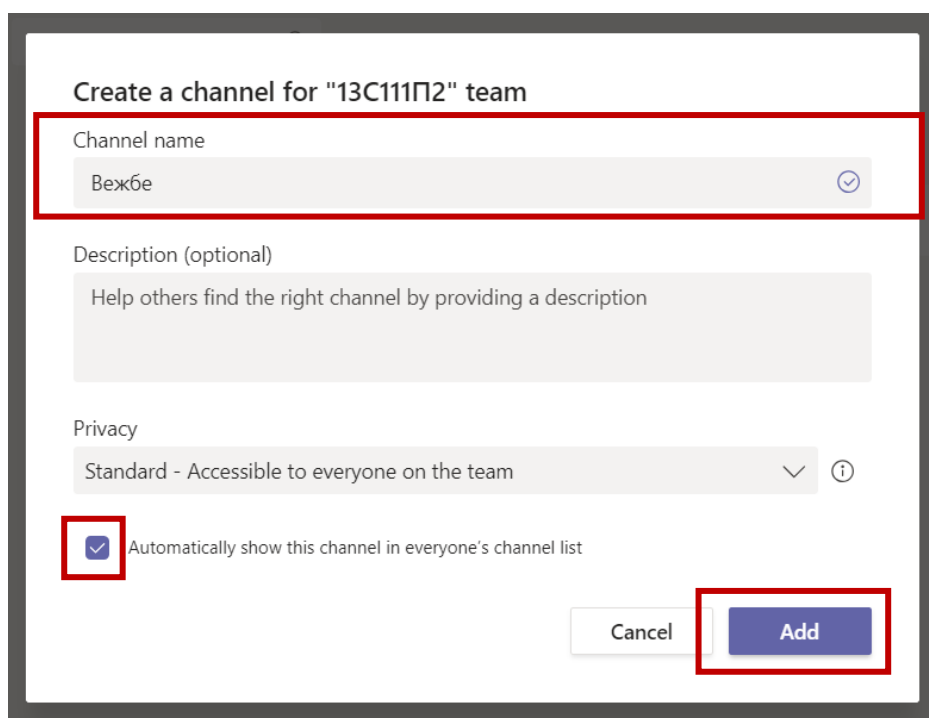 Create a channel for "13С111П2" team
Channel name
Вежбе
Description (optional)
Help others find the right channel by providing a description
Privacy
Standard - Accessible to everyone on the team
Automatically show this channel in everyone's channel list
Cancel
Add